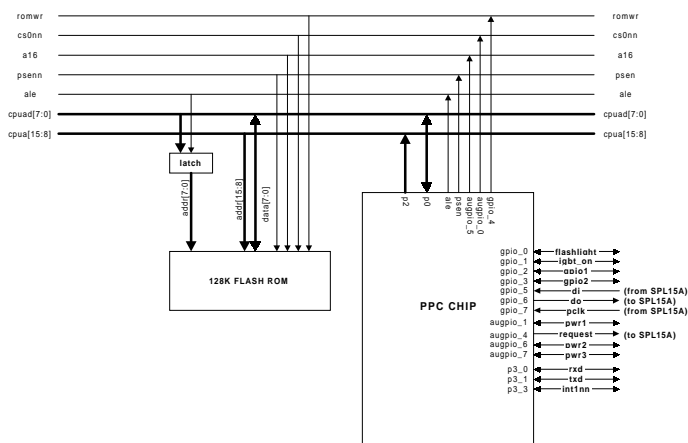 romwr romwr
cs0nn cs0nn
a16 a16
psenn psen
ale ale
cpuad[7:0] cpuad[7:0]
cpua[15:8] cpua[15:8]
latch
addr[7:0]
addr[15:8]
data[7:0]
128K FLASH ROM
p2
p0
ale
psen
augpio_5
augpio_0
gpio_4
PPC CHIP
gpio_0 flashlight
gpio_1 igbt_on
gpio_2 gpio1
gpio_3 gpio2
gpio_5 di (from SPL15A)
gpio_6 do (to SPL15A)
gpio_7 pclk (from SPL15A)
augpio_1 pwr1
augpio_4 request (to SPL15A)
augpio_6 pwr2
augpio_7 pwr3
p3_0 rxd
p3_1 txd
p3_3 int1nn